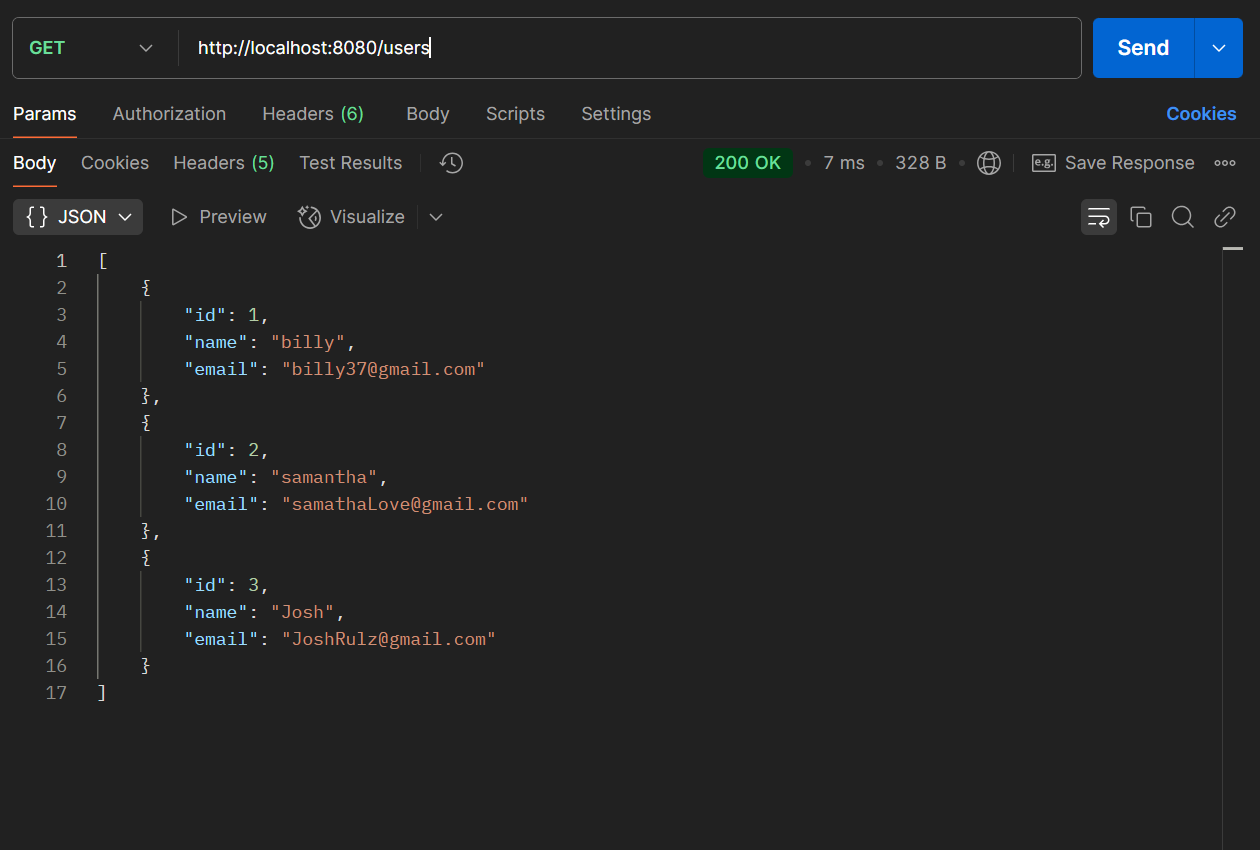 GET http://localhost:8080/users Send
Params Authorization Headers (6) Body Scripts Settings Cookies
Body Cookies Headers (5) Test Results 200 OK • 7 ms • 328 B • e.g. Save Response
{} JSON Preview Visualize
1 [
2 {
3 "id": 1,
4 "name": "billy",
5 "email": "billy37@gmail.com"
6 },
7 {
8 "id": 2,
9 "name": "samantha",
10 "email": "samathaLove@gmail.com"
11 },
12 {
13 "id": 3,
14 "name": "Josh",
15 "email": "JoshRulz@gmail.com"
16 }
17 ]